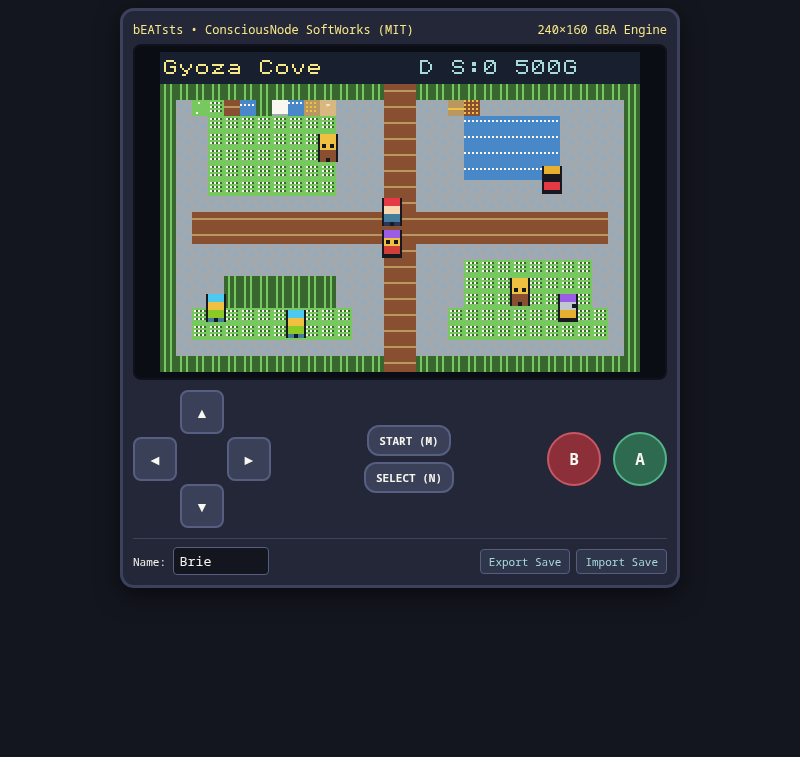 bEATsts • ConsciousNode SoftWorks (MIT)
240×160 GBA Engine
Gyoza Cove
D S:0 500G
▲
◄
►
▼
START (M)
SELECT (N)
B
A
Name:
Brie
Export Save
Import Save